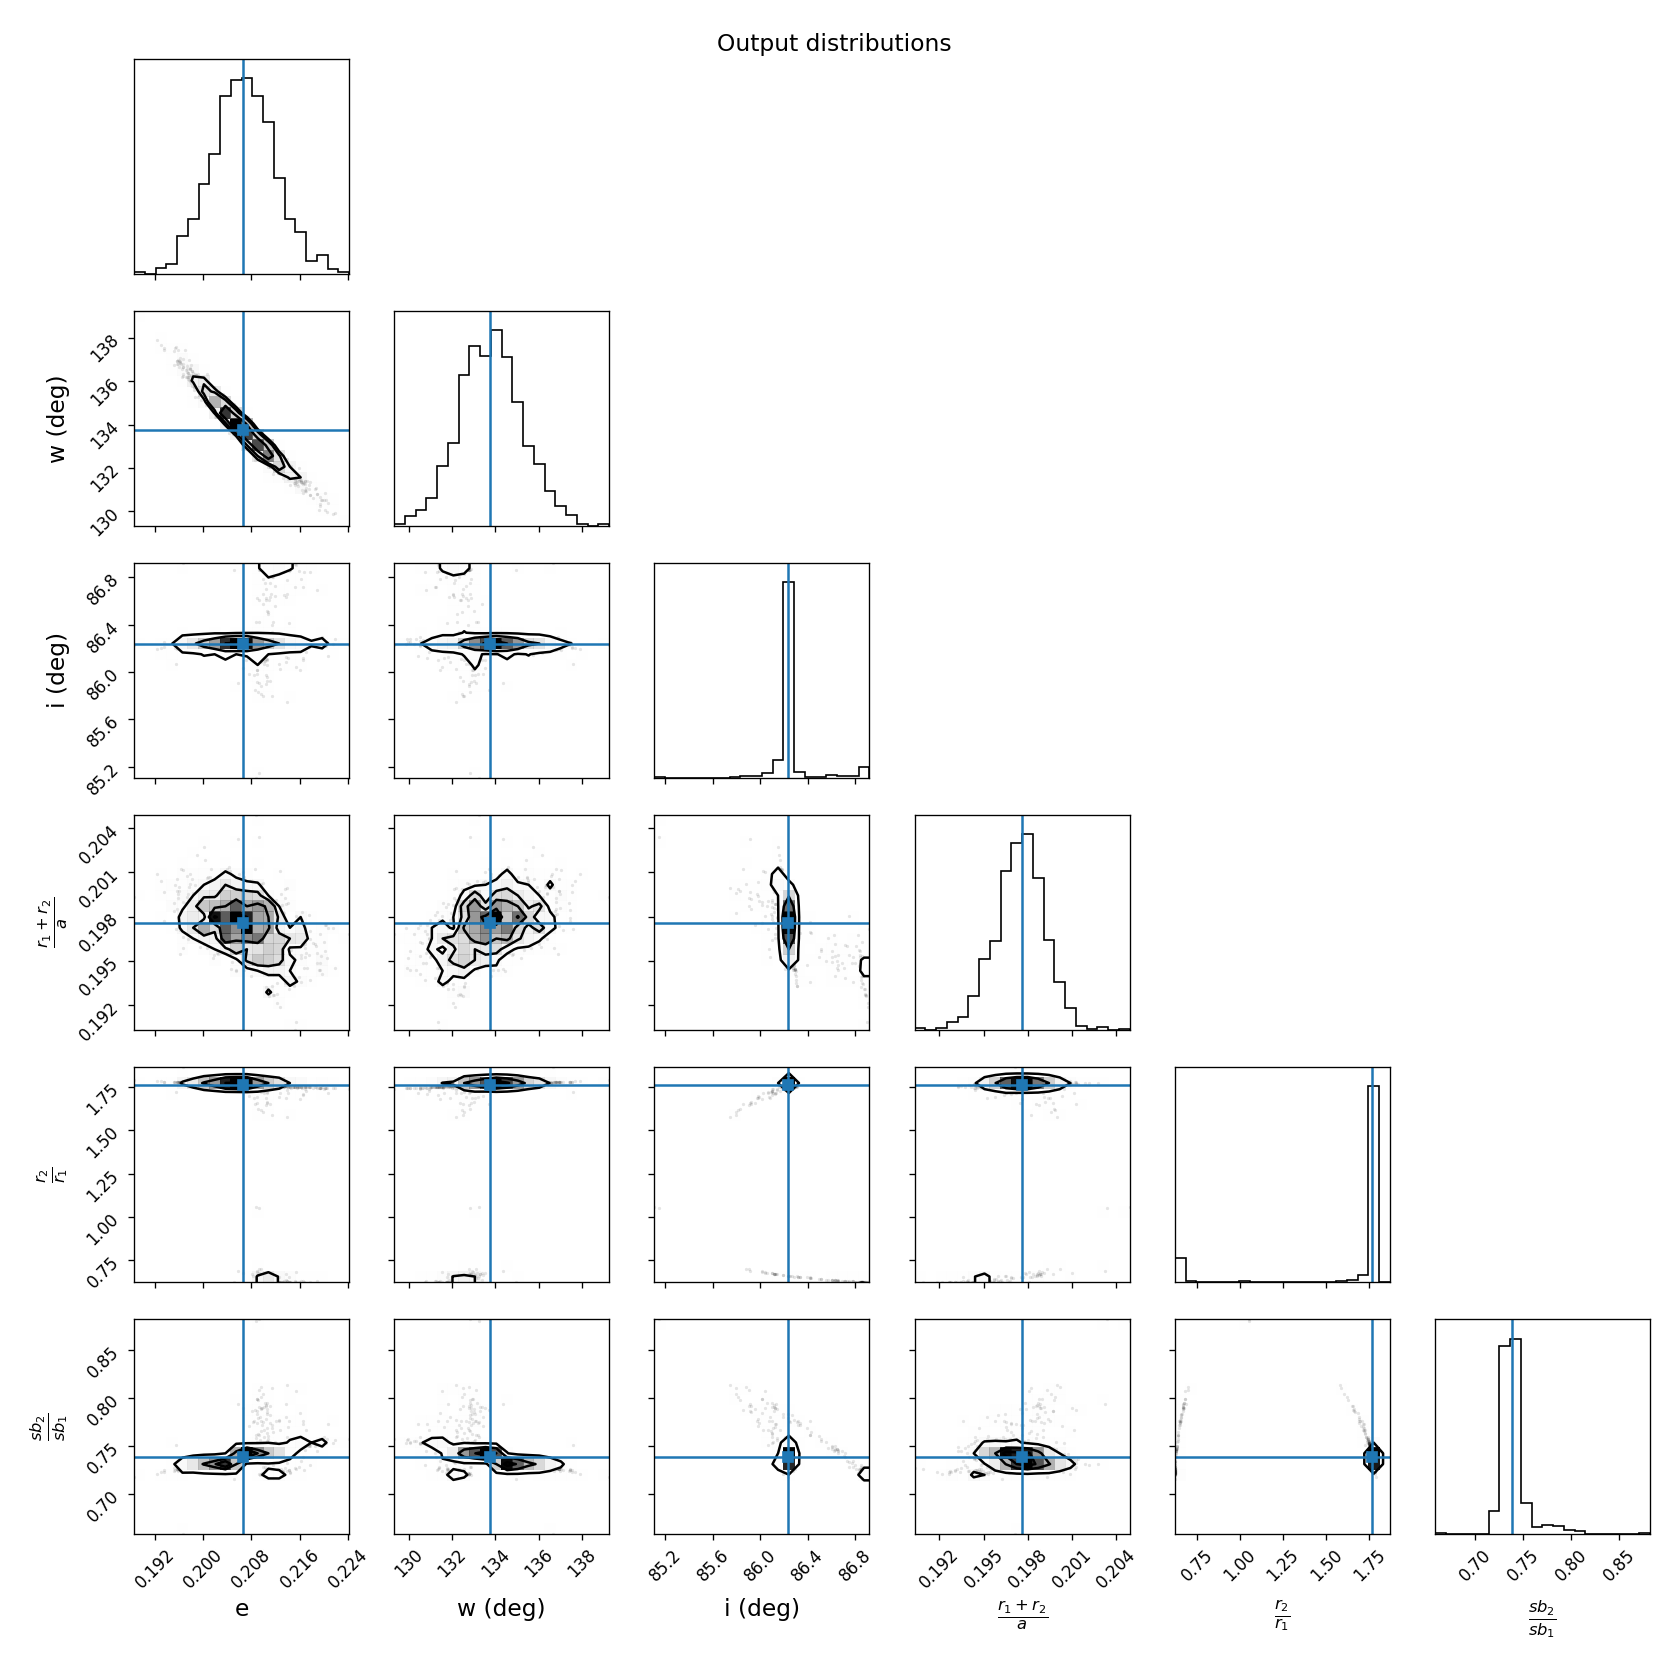 Output distributions
w (deg)
138
136
134
132
130
i (deg)
86.8
86.4
86.0
85.6
85.2
r₁ + r₂
a
0.204
0.201
0.198
0.195
0.192
r₂
r₁
1.75
1.50
1.25
1.00
0.75
sb₂
sb₁
0.85
0.80
0.75
0.70
0.192 0.200 0.208 0.216 0.224 130 132 134 136 138 85.2 85.6 86.0 86.4 86.8 0.192 0.195 0.198 0.201 0.204 0.75 1.00 1.25 1.50 1.75 0.70 0.75 0.80 0.85
e w (deg) i (deg) r₁ + r₂ r₂ sb₂
a r₁ sb₁